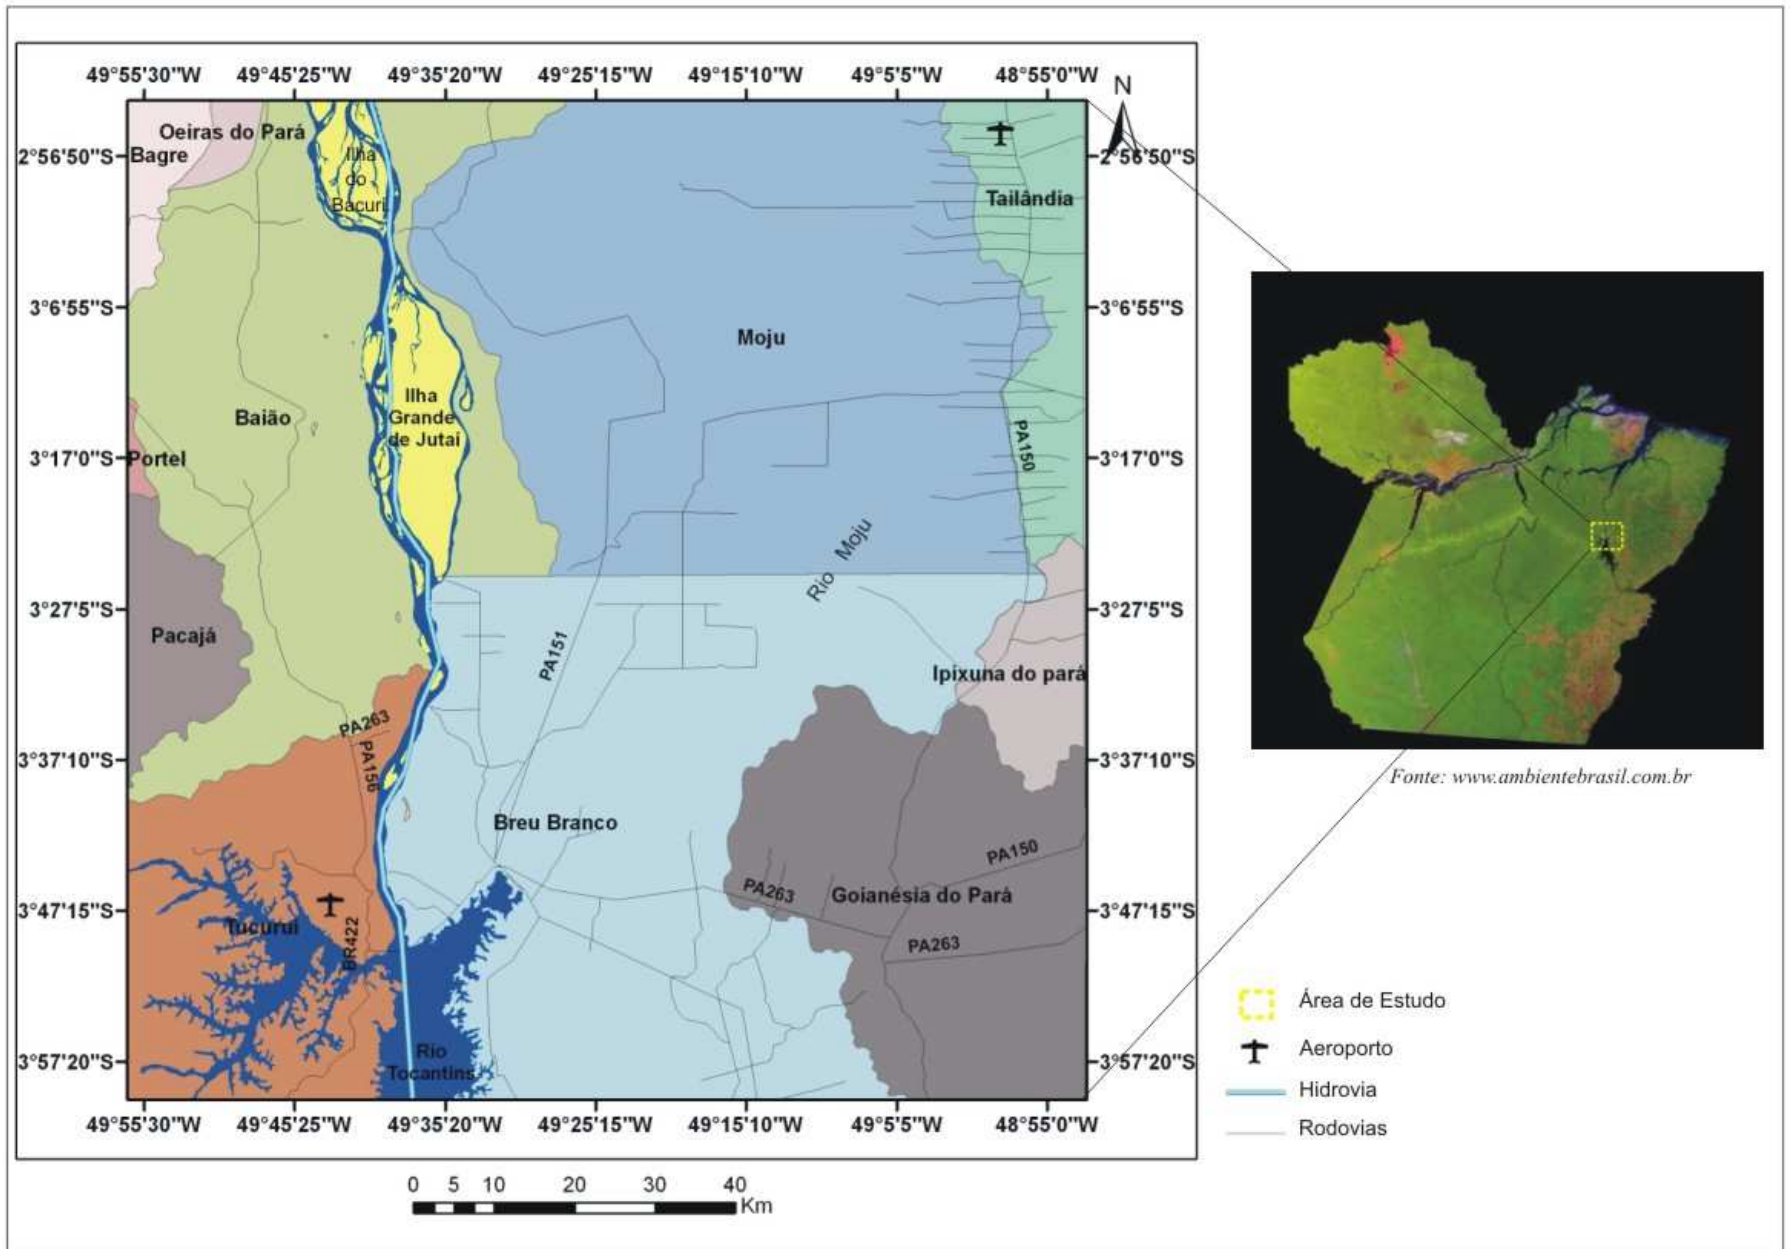 49°55'30"W 49°45'25"W 49°35'20"W 49°25'15"W 49°15'10"W 49°5'5"W 48°55'0"W
N
Oeiras do Pará
Bagre
2°56'50"S
2°56'50"S
Ilha
do
Bacuri
Tailândia
3°6'55"S
3°6'55"S
Moju
Ilha
Grande
de Jutaí
Baião
PA150
Portel
3°17'0"S
3°17'0"S
Rio Moju
3°27'5"S
3°27'5"S
Pacajá
PA151
Ipixuna do pará
PA263
PA156
3°37'10"S
3°37'10"S
Breu Branco
PA150
PA263
Goianésia do Pará
3°47'15"S
3°47'15"S
Tucuruí
BR422
PA263
Rio
Tocantins
3°57'20"S
3°57'20"S
49°55'30"W 49°45'25"W 49°35'20"W 49°25'15"W 49°15'10"W 49°5'5"W 48°55'0"W
0 5 10 20 30 40
Km
Fonte: www.ambientebrasil.com.br
Área de Estudo
Aeroporto
Hidrovia
Rodovias